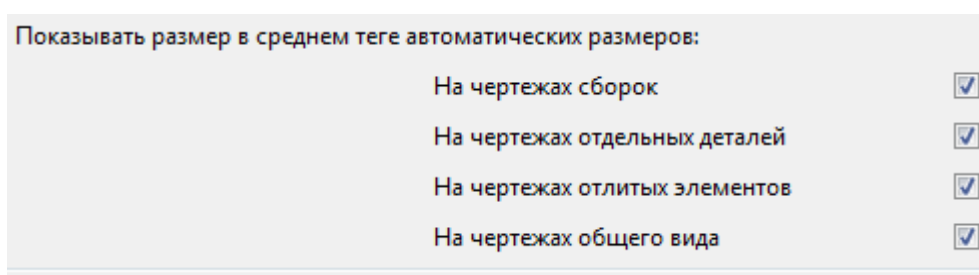 Показывать размер в среднем теге автоматических размеров:
На чертежах сборок
На чертежах отдельных деталей
На чертежах отлитых элементов
На чертежах общего вида